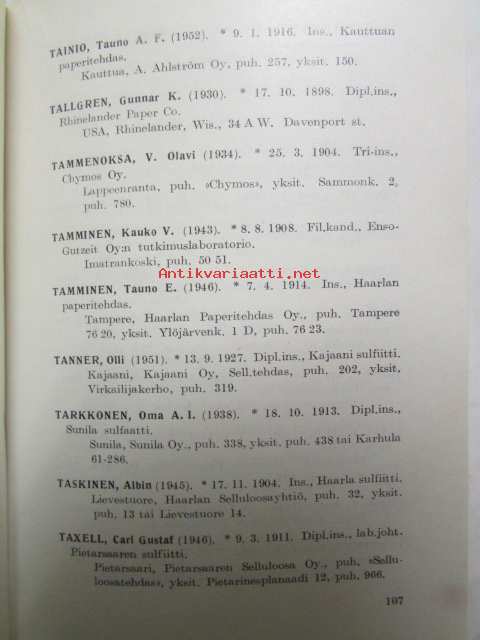 TAINIO, Tauno A. F. (1952). * 9. 1. 1916. Ins., Kauttuan
paperitehdas.
Kauttua, A. Ahlström Oy, puh. 257, yksit. 150.
TALLGREN, Gunnar K. (1930). * 17. 10. 1898. Dipl.ins.,
Rhinelander Paper Co.
USA, Rhinelander, Wis., 34 A W. Davenport st.
TAMMENOKSA, V. Olavi (1934). * 25. 3. 1904. Tri-ins.,
Chymos Oy.
Lappeenranta, puh. »Chymos», yksit. Sammonk. 2,
puh. 780.
TAMMINEN, Kauko V. (1943). * 8. 8. 1908. Fil.kand., Enso-
Gutzeit Oy:n tutkimuslaboratorio.
Imatrankoski, puh. 50 51.
Antikvariaatti.net
TAMMINEN, Tauno E. (1946). * 7. 4. 1914. Ins., Haarlan
paperitehdas.
Tampere, Haarlan Paperitehdas Oy., puh. Tampere
76 20, yksit. Ylöjärvenk. 1 D, puh. 76 23.
TANNER, Olli (1951). * 13. 9. 1927. Dipl.ins., Kajaani sulfiitti.
Kajaani, Kajaani Oy, Sell.tehdas, puh. 202, yksit.
Virkailijakerho, puh. 319.
TARKKONEN, Oma A. I. (1938). * 18. 10. 1913. Dipl.ins.,
Sunila sulfaatti.
Sunila, Sunila Oy., puh. 338, yksit. puh. 438 tai Karhula
61-286.
TASKINEN, Albin (1945). * 17. 11. 1904. Ins., Haarla sulfiitti.
Lievestuore, Haarlan Selluloosayhtiö, puh. 32, yksit.
puh. 13 tai Lievestuore 14.
TAXELL, Carl Gustaf (1946). * 9. 3. 1911. Dipl.ins., lab.joht.
Pietarsaaren sulfiitti.
Pietarsaari, Pietarsaaren Selluloosa Oy., puh. »Sellu-
loosatehdas», yksit. Pietarinesplanaadi 12, puh. 966.
107